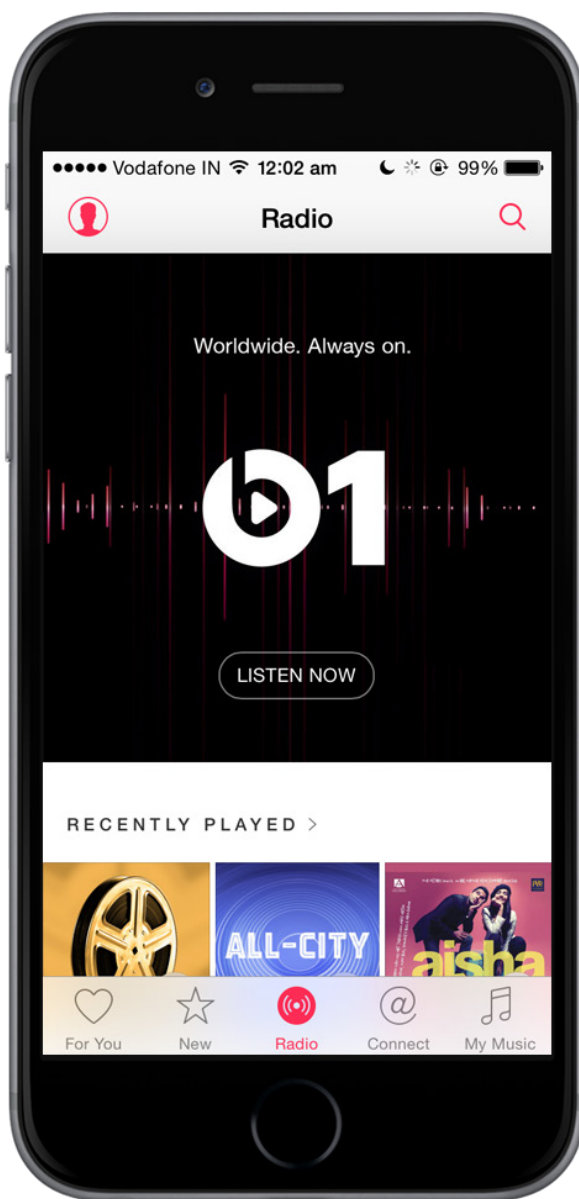 Vodafone IN 12:02 am 99%
Radio
Worldwide. Always on.
b1
LISTEN NOW
RECENTLY PLAYED >
ALL-CITY
aisha
For You New Radio Connect My Music